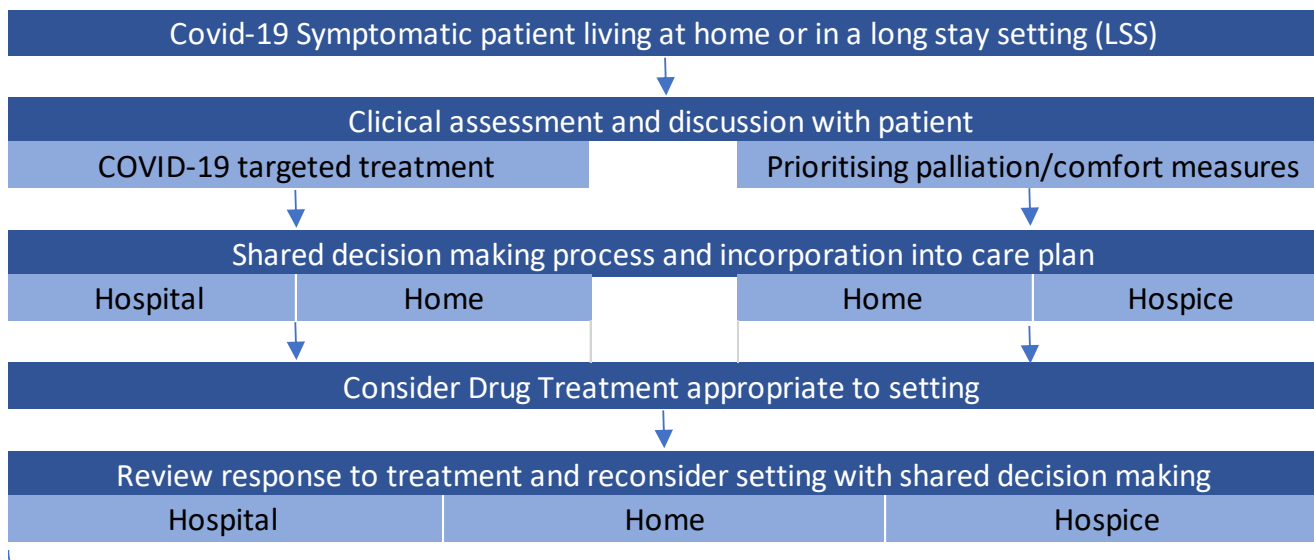 Covid-19 Symptomatic patient living at home or in a long stay setting (LSS)
Clicical assessment and discussion with patient
COVID-19 targeted treatment
Prioritising palliation/comfort measures
Shared decision making process and incorporation into care plan
Hospital
Home
Home
Hospice
Consider Drug Treatment appropriate to setting
Review response to treatment and reconsider setting with shared decision making
Hospital
Home
Hospice